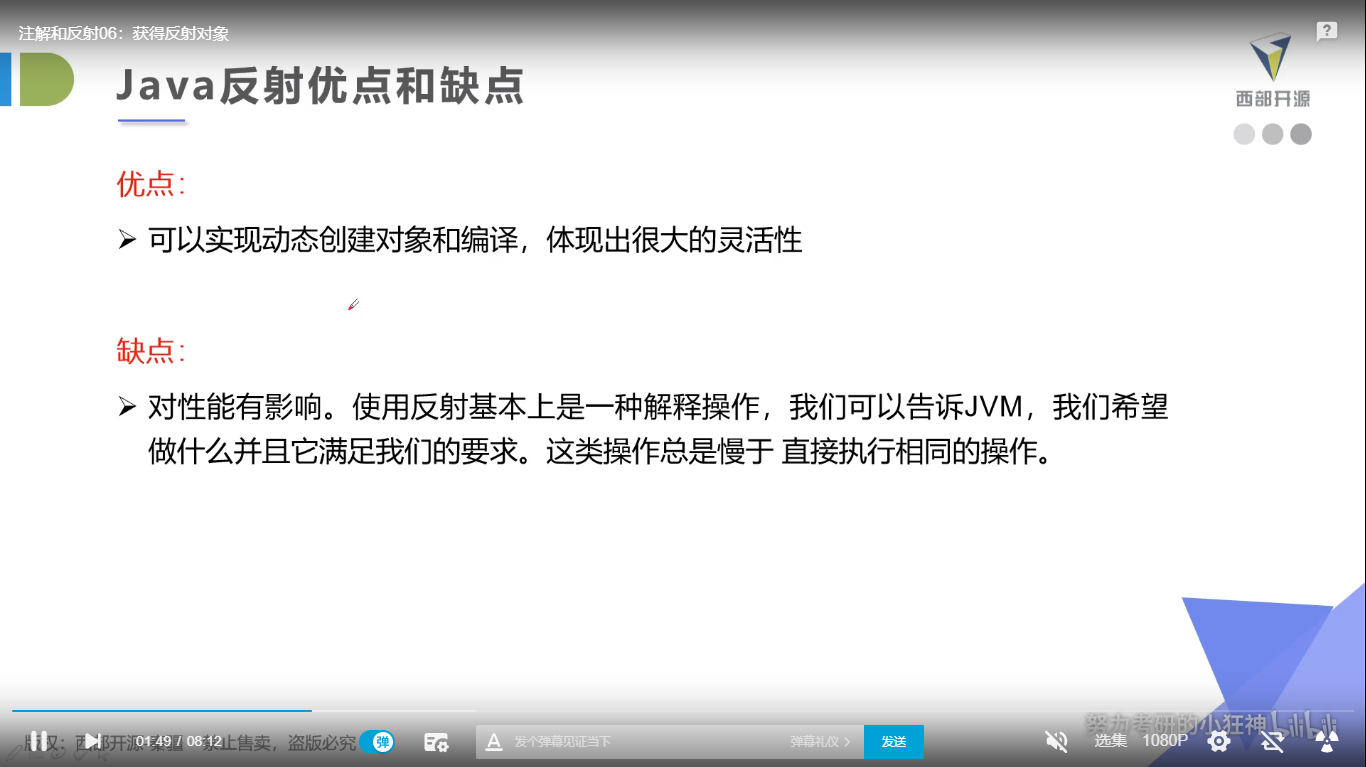 注解和反射06：获得反射对象
?
西部开源
Java反射优点和缺点
优点：
可以实现动态创建对象和编译，体现出很大的灵活性
缺点：
对性能有影响。使用反射基本上是一种解释操作，我们可以告诉JVM，我们希望
做什么并且它满足我们的要求。这类操作总是慢于 直接执行相同的操作。
努力考研的小狂神 bilibili
版权：西部开源 秦疆 禁止售卖，盗版必究
01:49 / 08:12
弹
A 发个弹幕见证当下
弹幕礼仪
发送
选集
1080P